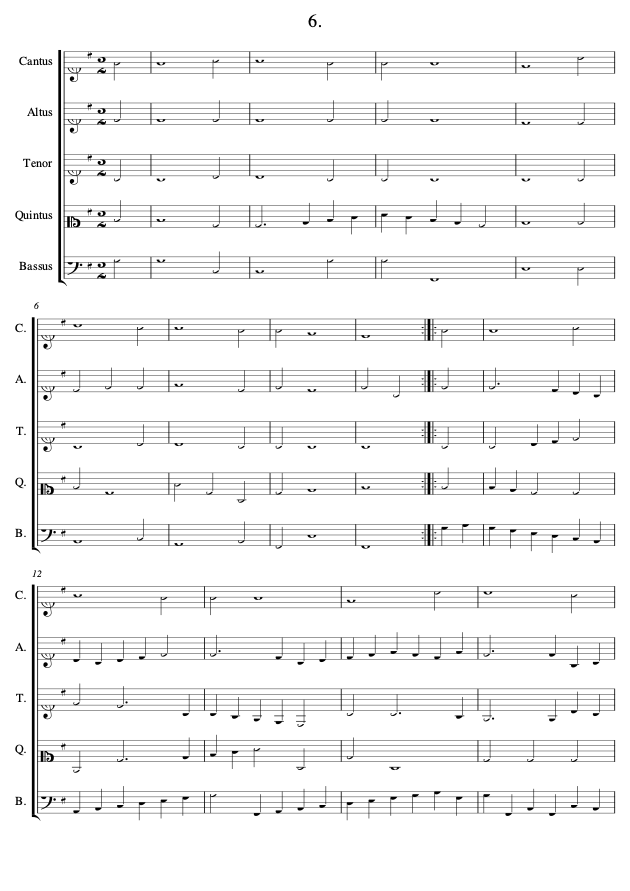 6.
Cantus
Altus
Tenor
Quintus
Bassus
6
C.
A.
T.
Q.
B.
12
C.
A.
T.
Q.
B.